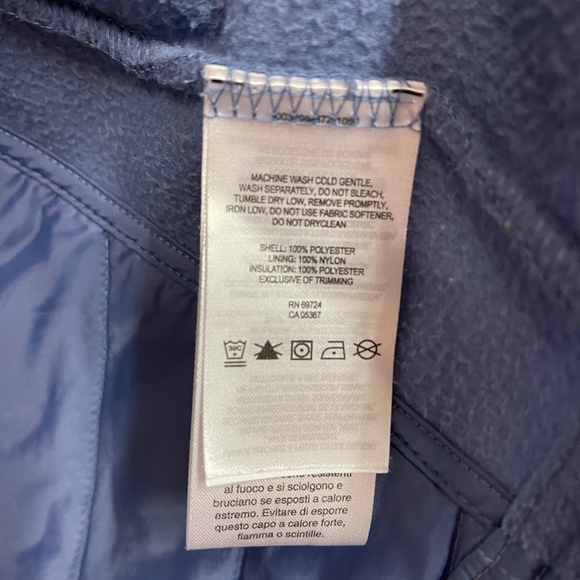 MACHINE WASH COLD GENTLE,
WASH SEPARATELY, DO NOT BLEACH,
TUMBLE DRY LOW, REMOVE PROMPTLY,
IRON LOW, DO NOT USE FABRIC SOFTENER,
DO NOT DRYCLEAN
SHELL: 100% POLYESTER
LINING: 100% NYLON
INSULATION: 100% POLYESTER
EXCLUSIVE OF TRIMMING
RN 69724
CA 05367
30C
resistenti
al fuoco e si sciolgono e
bruciano se esposti a calore
estremo. Evitare di esporre
questo capo a calore forte,
fiamma o scintille.